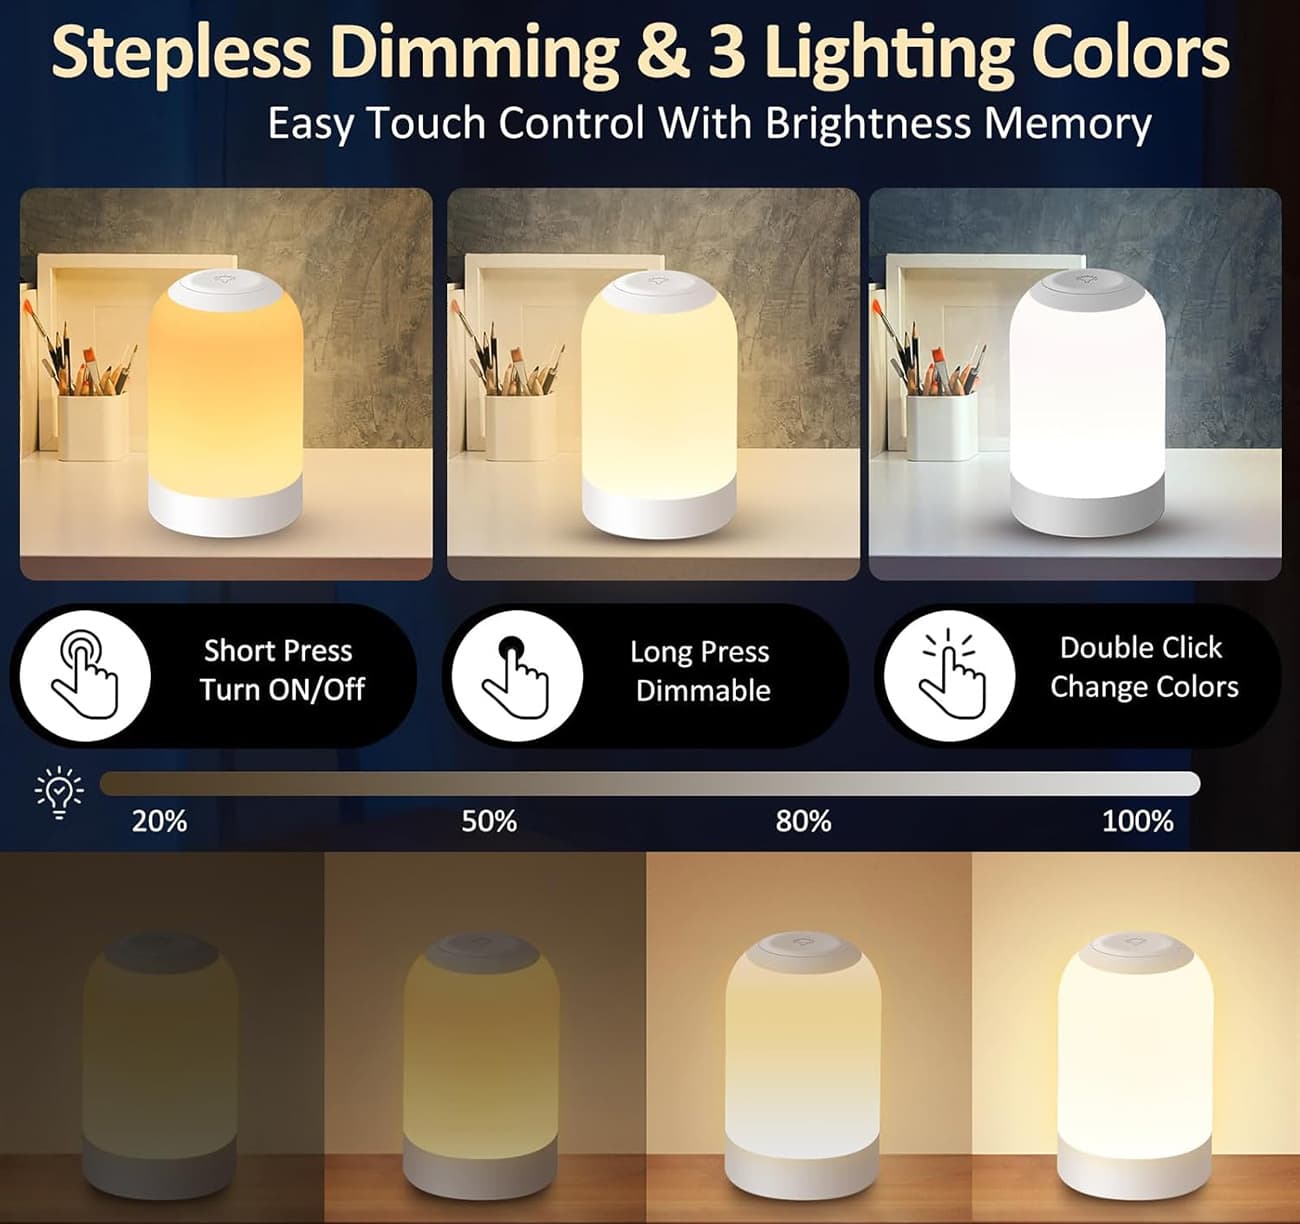 Stepless Dimming & 3 Lighting Colors
Easy Touch Control With Brightness Memory
Short Press
Turn ON/Off
Long Press
Dimmable
Double Click
Change Colors
20%
50%
80%
100%